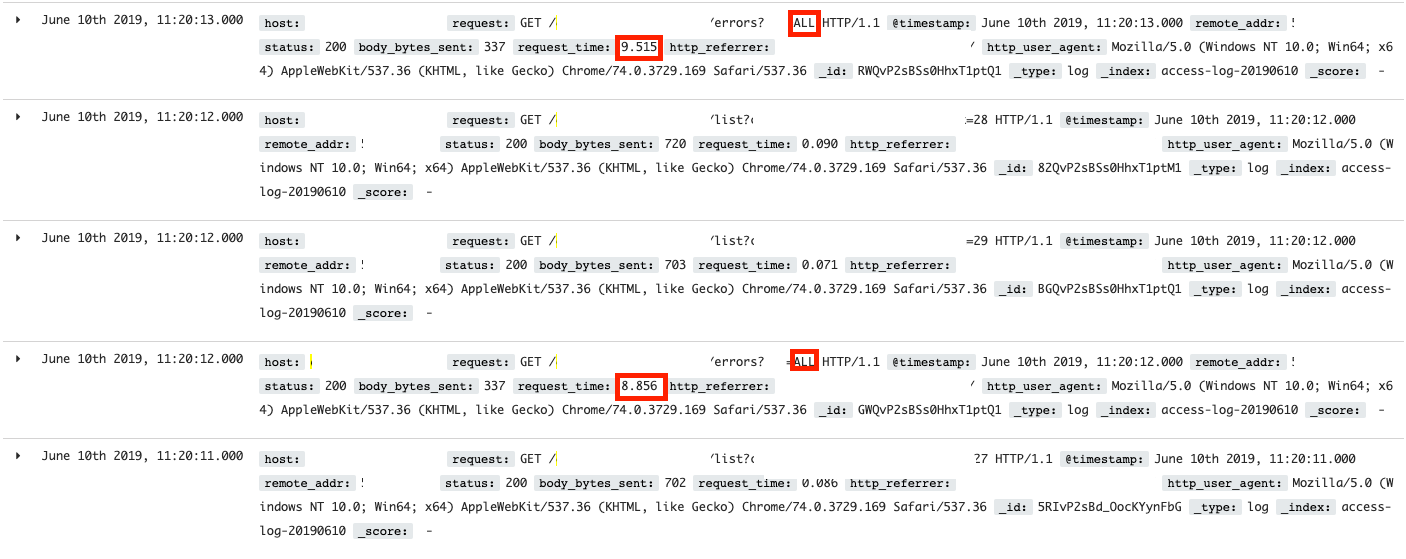 June 10th 2019, 11:20:13.000 host: request: GET / /errors? ALL HTTP/1.1 @timestamp: June 10th 2019, 11:20:13.000 remote_addr:
status: 200 body_bytes_sent: 337 request_time: 9.515 http_referrer: / http_user_agent: Mozilla/5.0 (Windows NT 10.0; Win64; x6
4) AppleWebKit/537.36 (KHTML, like Gecko) Chrome/74.0.3729.169 Safari/537.36 _id: RWQvP2sBSs0HhxT1ptQ1 _type: log _index: access-log-20190610 _score: -
June 10th 2019, 11:20:12.000 host: request: GET / /list? =28 HTTP/1.1 @timestamp: June 10th 2019, 11:20:12.000
remote_addr: status: 200 body_bytes_sent: 720 request_time: 0.090 http_referrer: http_user_agent: Mozilla/5.0 (W
indows NT 10.0; Win64; x64) AppleWebKit/537.36 (KHTML, like Gecko) Chrome/74.0.3729.169 Safari/537.36 _id: 8ZQvP2sBSs0HhxT1ptM1 _type: log _index: access-
log-20190610 _score: -
June 10th 2019, 11:20:12.000 host: request: GET / /list? =29 HTTP/1.1 @timestamp: June 10th 2019, 11:20:12.000
remote_addr: status: 200 body_bytes_sent: 703 request_time: 0.071 http_referrer: http_user_agent: Mozilla/5.0 (W
indows NT 10.0; Win64; x64) AppleWebKit/537.36 (KHTML, like Gecko) Chrome/74.0.3729.169 Safari/537.36 _id: BGQvP2sBSs0HhxT1ptQ1 _type: log _index: access-
log-20190610 _score: -
June 10th 2019, 11:20:12.000 host: request: GET / /errors? =ALL HTTP/1.1 @timestamp: June 10th 2019, 11:20:12.000 remote_addr:
status: 200 body_bytes_sent: 337 request_time: 8.856 http_referrer: / http_user_agent: Mozilla/5.0 (Windows NT 10.0; Win64; x6
4) AppleWebKit/537.36 (KHTML, like Gecko) Chrome/74.0.3729.169 Safari/537.36 _id: GWQvP2sBSs0HhxT1ptQ1 _type: log _index: access-log-20190610 _score: -
June 10th 2019, 11:20:11.000 host: request: GET / /list? 27 HTTP/1.1 @timestamp: June 10th 2019, 11:20:11.000
remote_addr: status: 200 body_bytes_sent: 702 request_time: 0.086 http_referrer: http_user_agent: Mozilla/5.0 (W
indows NT 10.0; Win64; x64) AppleWebKit/537.36 (KHTML, like Gecko) Chrome/74.0.3729.169 Safari/537.36 _id: 5RIvP2sBd_OocKYynFbG _type: log _index: access-
log-20190610 _score: -